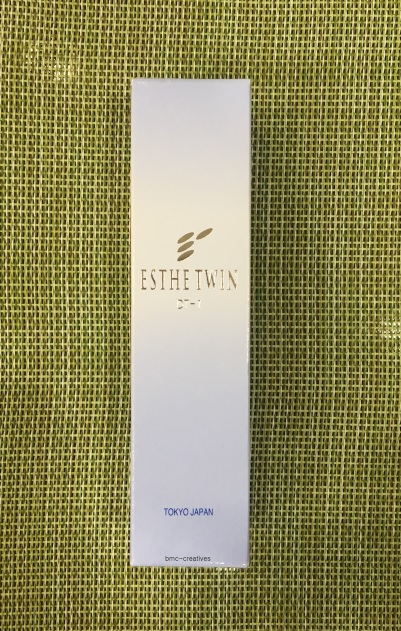 ESTHE TWIN
TOKYO JAPAN
bmc-creatives